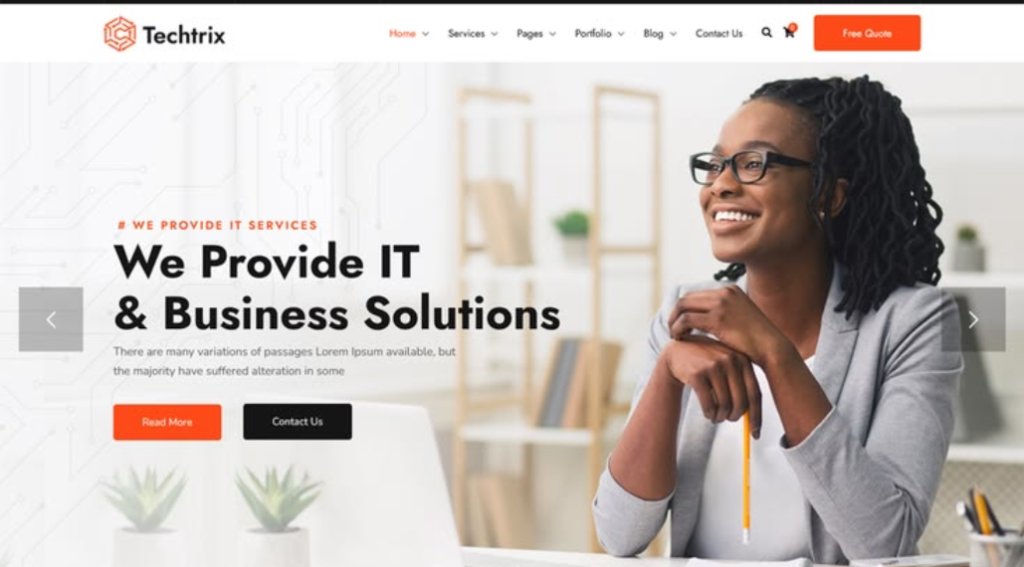 Techtrix
Home Services Pages Portfolio Blog Contact Us 0 Free Quote
# WE PROVIDE IT SERVICES
We Provide IT
& Business Solutions
There are many variations of passages Lorem Ipsum available, but
the majority have suffered alteration in some
Read More Contact Us